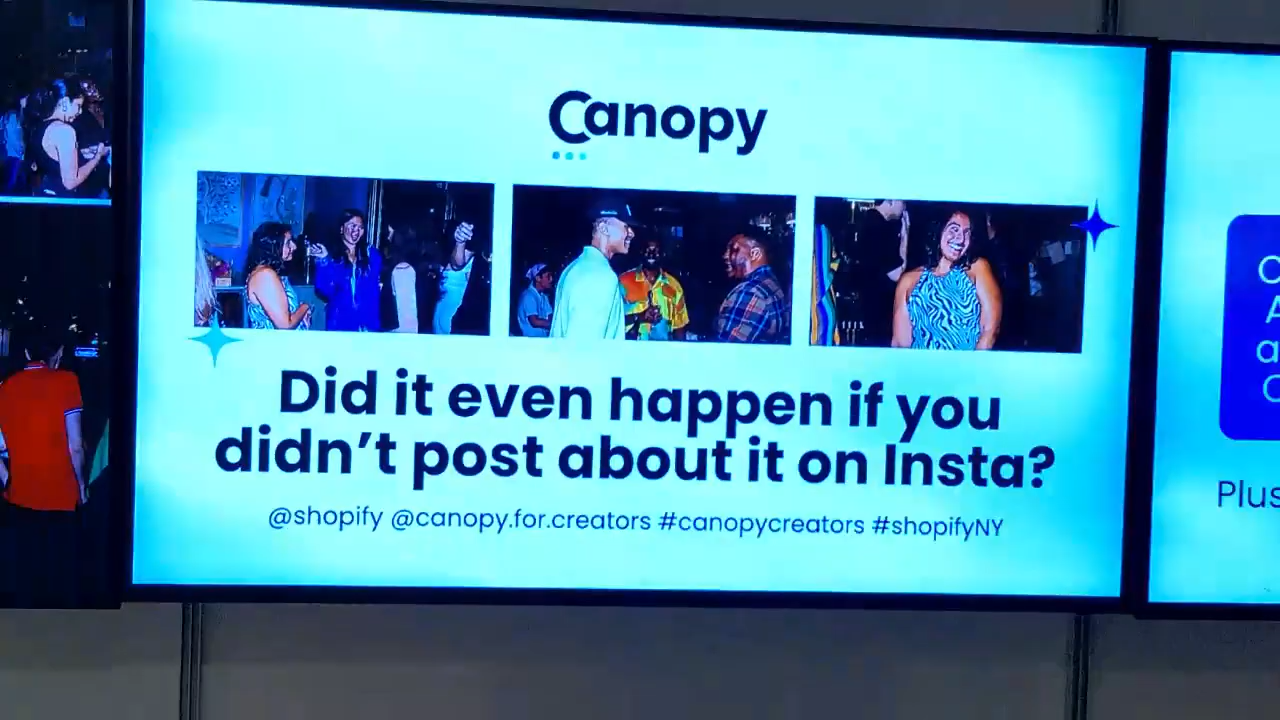 Canopy
Did it even happen if you
didn't post about it on Insta?
@shopify @canopy.for.creators #canopycreators #shopifyNY
Plus